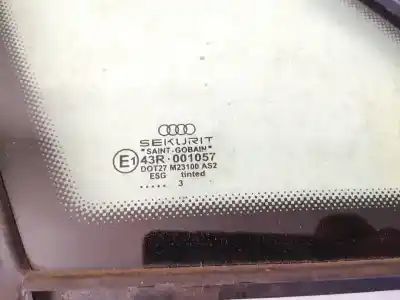 SEKURIT
"SAINT-GOBAIN"
E1 43R-001057
DOT27 M23100 AS2
ESG tinted
..... 3